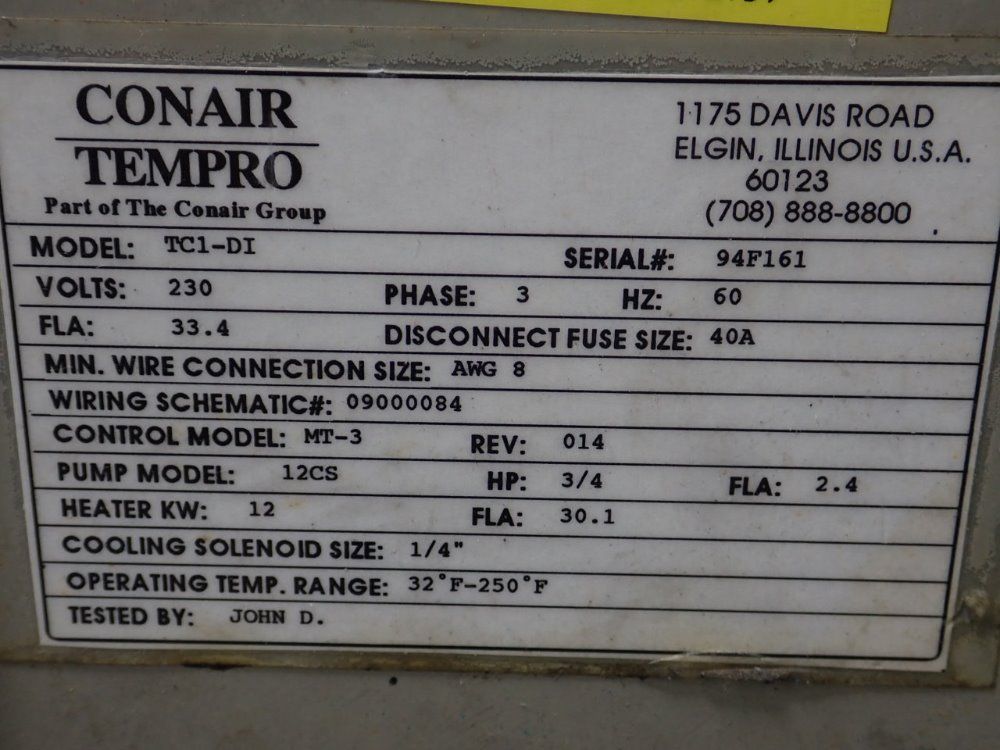 CONAIR
TEMPRO
Part of The Conair Group
1175 DAVIS ROAD
ELGIN, ILLINOIS U.S.A.
60123
(708) 888-8800
MODEL: TC1-DI SERIAL#: 94F161
VOLTS: 230 PHASE: 3 HZ: 60
FLA: 33.4 DISCONNECT FUSE SIZE: 40A
MIN. WIRE CONNECTION SIZE: AWG 8
WIRING SCHEMATIC#: 09000084
CONTROL MODEL: MT-3 REV: 014
PUMP MODEL: 12CS HP: 3/4 FLA: 2.4
HEATER KW: 12 FLA: 30.1
COOLING SOLENOID SIZE: 1/4"
OPERATING TEMP. RANGE: 32°F-250°F
TESTED BY: JOHN D.